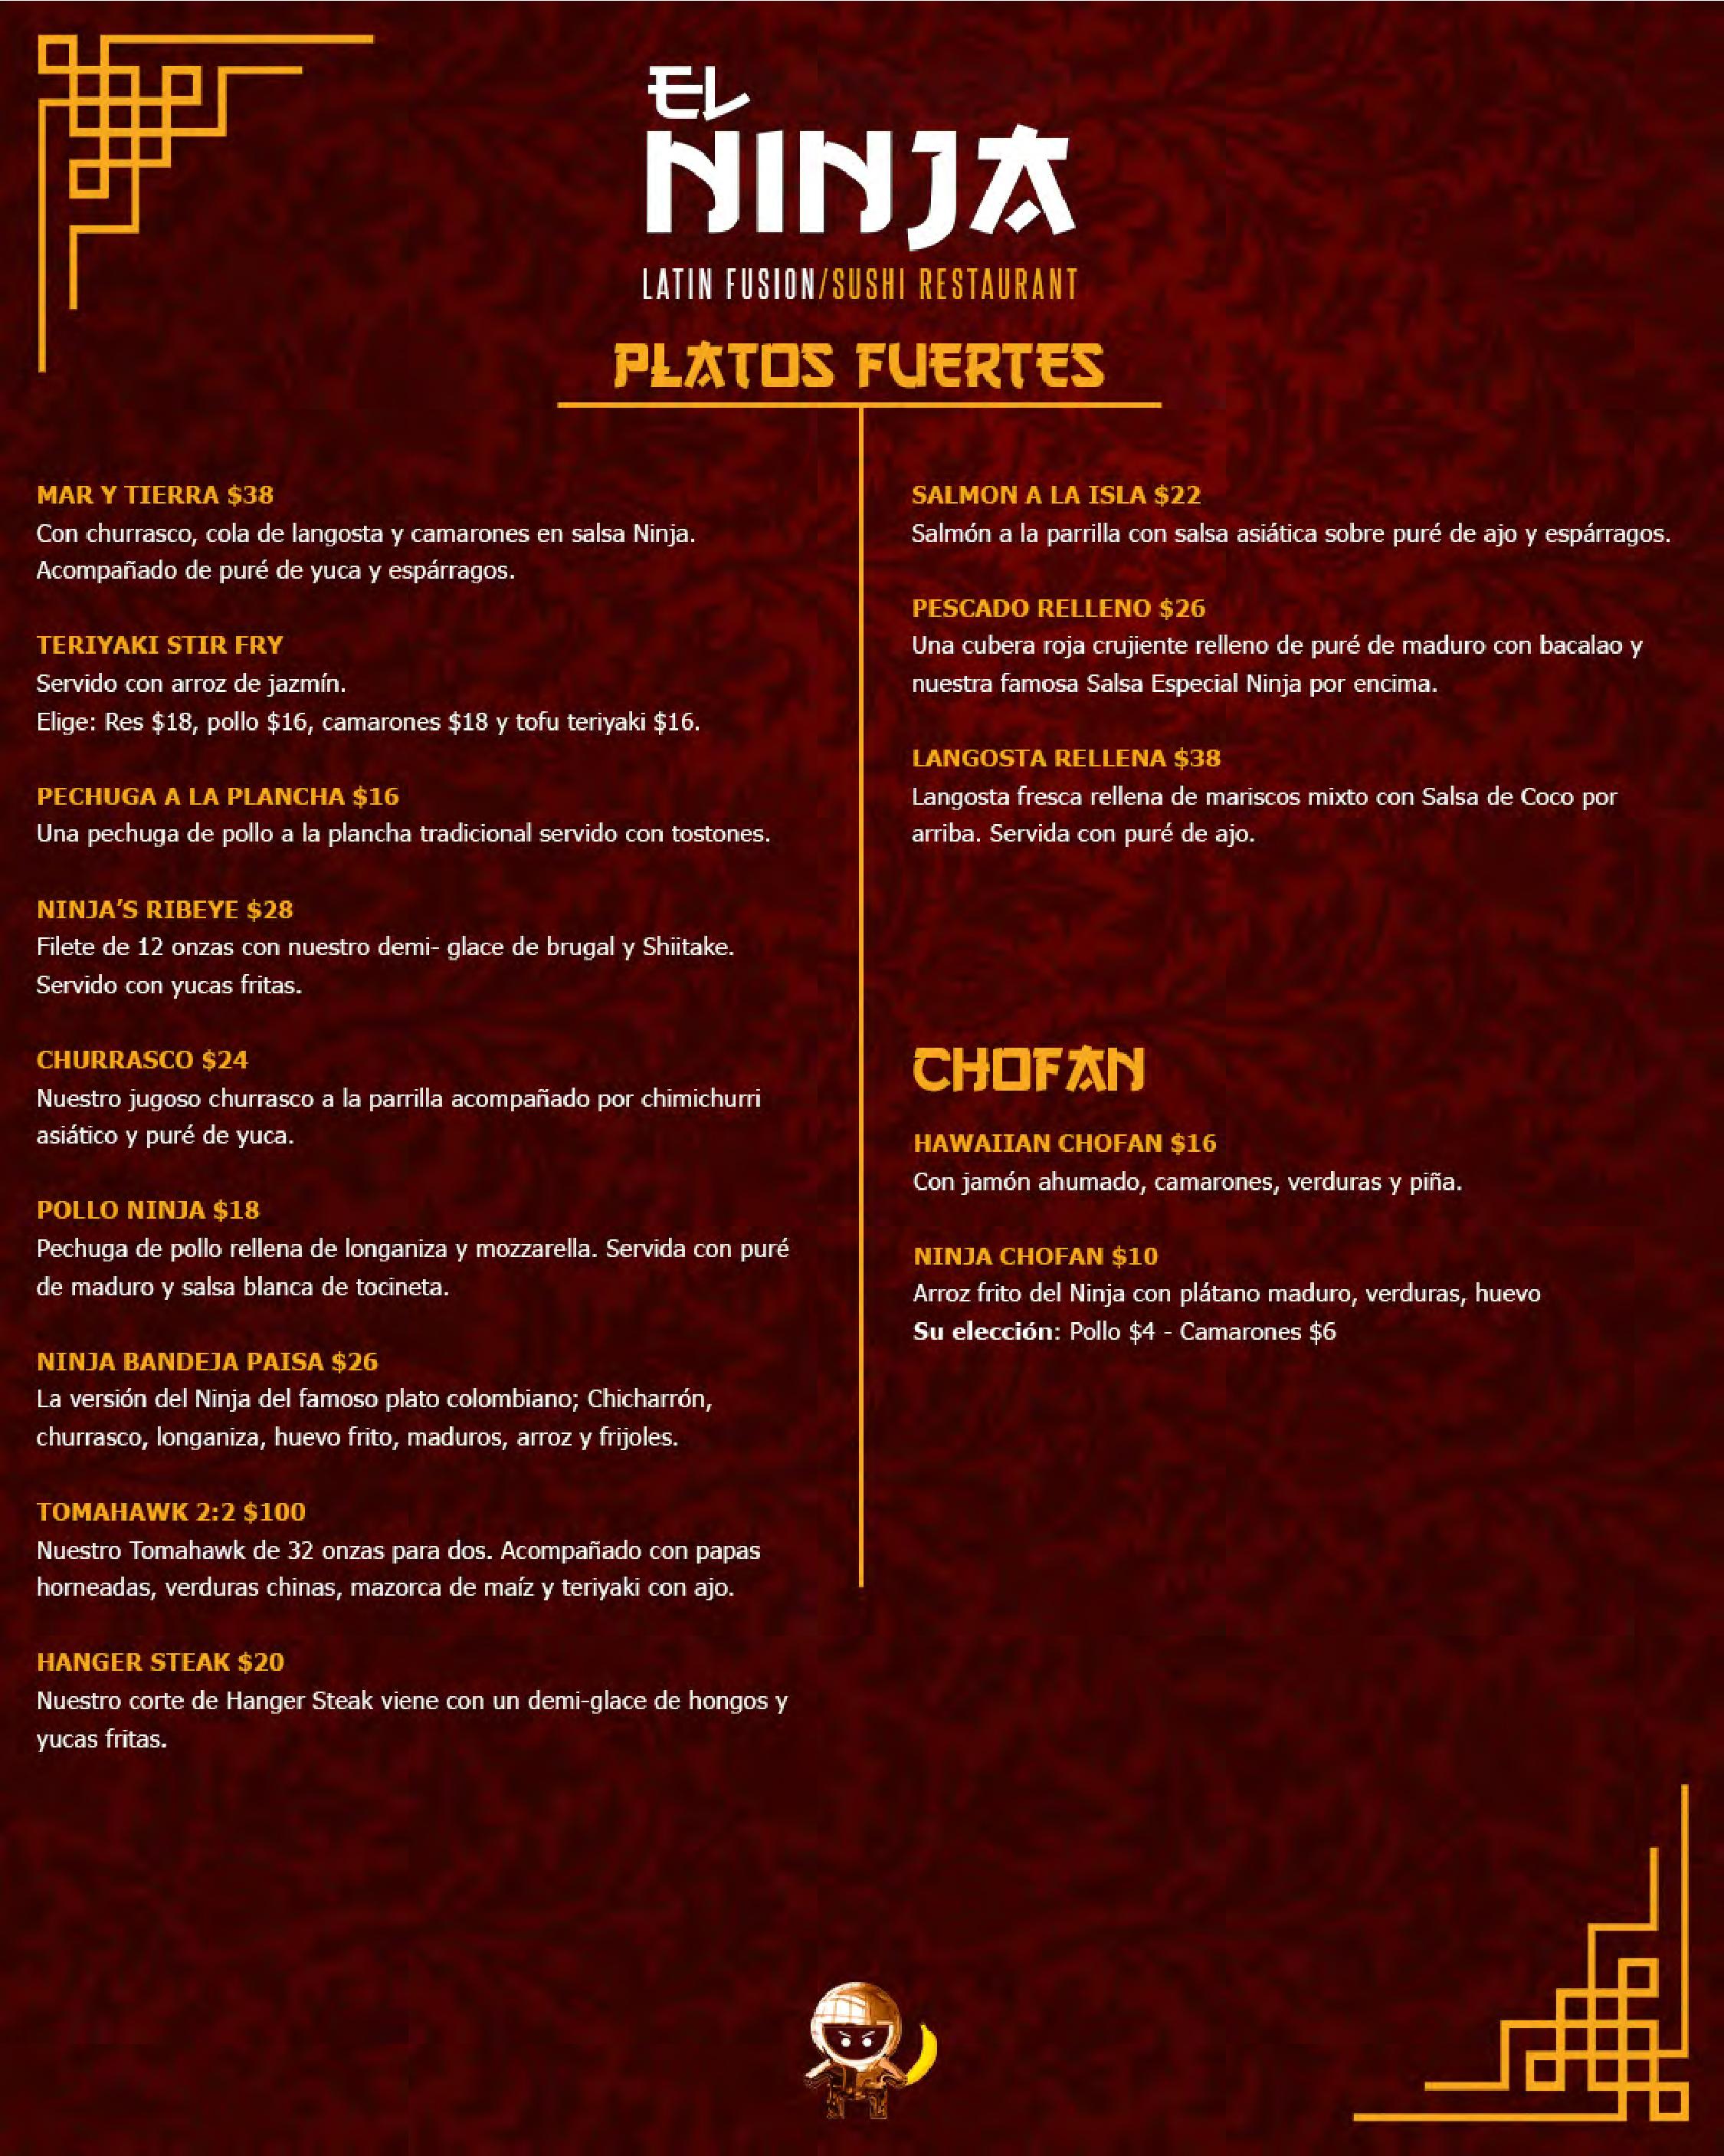 EL
NINJA
LATIN FUSION/SUSHI RESTAURANT
PLATOS FUERTES
MAR Y TIERRA $38
Con churrasco, cola de langosta y camarones en salsa Ninja.
Acompañado de puré de yuca y espárragos.
TERIYAKI STIR FRY
Servido con arroz de jazmín.
Elige: Res $18, pollo $16, camarones $18 y tofu teriyaki $16.
PECHUGA A LA PLANCHA $16
Una pechuga de pollo a la plancha tradicional servido con tostones.
NINJA’S RIBEYE $28
Filete de 12 onzas con nuestro demi- glace de brugal y Shiitake.
Servido con yucas fritas.
CHURRASCO $24
Nuestro jugoso churrasco a la parrilla acompañado por chimichurri
asiático y puré de yuca.
POLLO NINJA $18
Pechuga de pollo rellena de longaniza y mozzarella. Servida con puré
de maduro y salsa blanca de tocineta.
NINJA BANDEJA PAISA $26
La versión del Ninja del famoso plato colombiano; Chicharrón,
churrasco, longaniza, huevo frito, maduros, arroz y frijoles.
TOMAHAWK 2:2 $100
Nuestro Tomahawk de 32 onzas para dos. Acompañado con papas
horneadas, verduras chinas, mazorca de maíz y teriyaki con ajo.
HANGER STEAK $20
Nuestro corte de Hanger Steak viene con un demi-glace de hongos y
yucas fritas.
SALMON A LA ISLA $22
Salmón a la parrilla con salsa asiática sobre puré de ajo y espárragos.
PESCADO RELLENO $26
Una cubera roja crujiente relleno de puré de maduro con bacalao y
nuestra famosa Salsa Especial Ninja por encima.
LANGOSTA RELLENA $38
Langosta fresca rellena de mariscos mixto con Salsa de Coco por
arriba. Servida con puré de ajo.
CHOFAN
HAWAIIAN CHOFAN $16
Con jamón ahumado, camarones, verduras y piña.
NINJA CHOFAN $10
Arroz frito del Ninja con plátano maduro, verduras, huevo
Su elección: Pollo $4 - Camarones $6